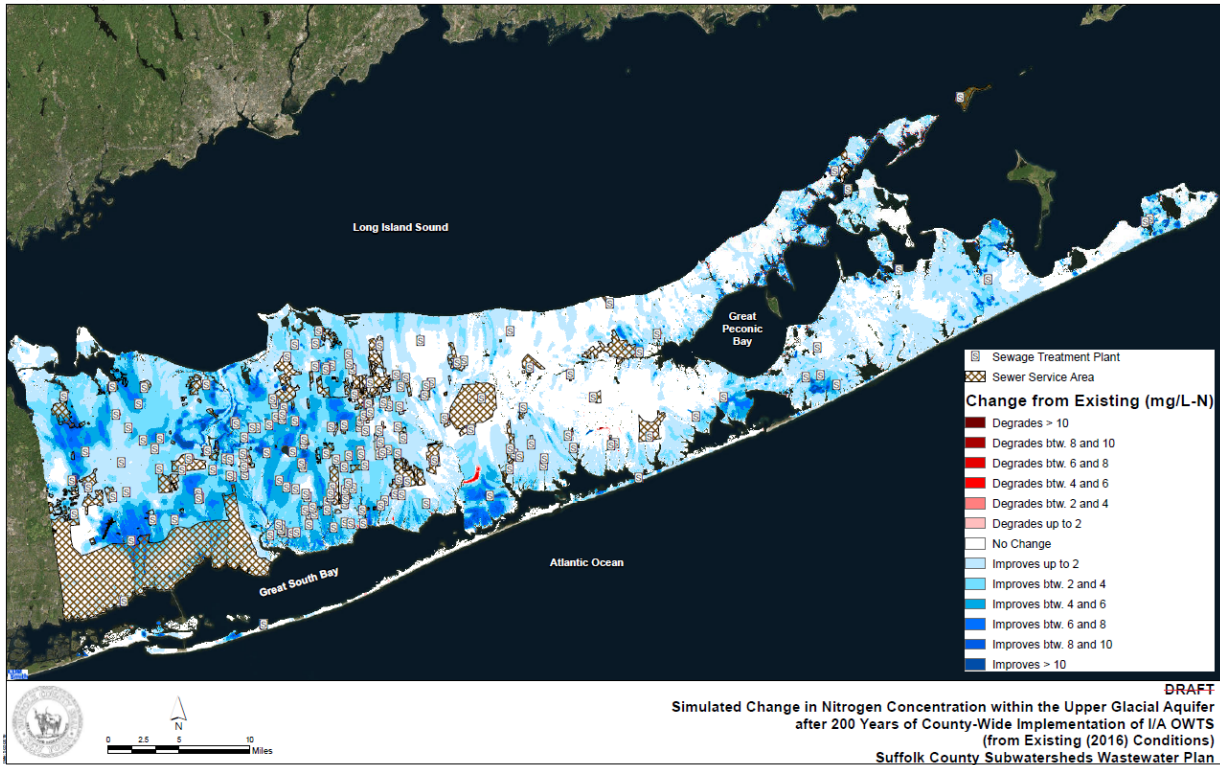 Long Island Sound
Great
Peconic
Bay
Great South Bay
Atlantic Ocean
S Sewage Treatment Plant
Sewer Service Area
Change from Existing (mg/L-N)
Degrades > 10
Degrades btw. 8 and 10
Degrades btw. 6 and 8
Degrades btw. 4 and 6
Degrades btw. 2 and 4
Degrades up to 2
No Change
Improves up to 2
Improves btw. 2 and 4
Improves btw. 4 and 6
Improves btw. 6 and 8
Improves btw. 8 and 10
Improves > 10
N
0 2.5 5 10
Miles
DRAFT
Simulated Change in Nitrogen Concentration within the Upper Glacial Aquifer
after 200 Years of County-Wide Implementation of I/A OWTS
(from Existing (2016) Conditions)
Suffolk County Subwatersheds Wastewater Plan